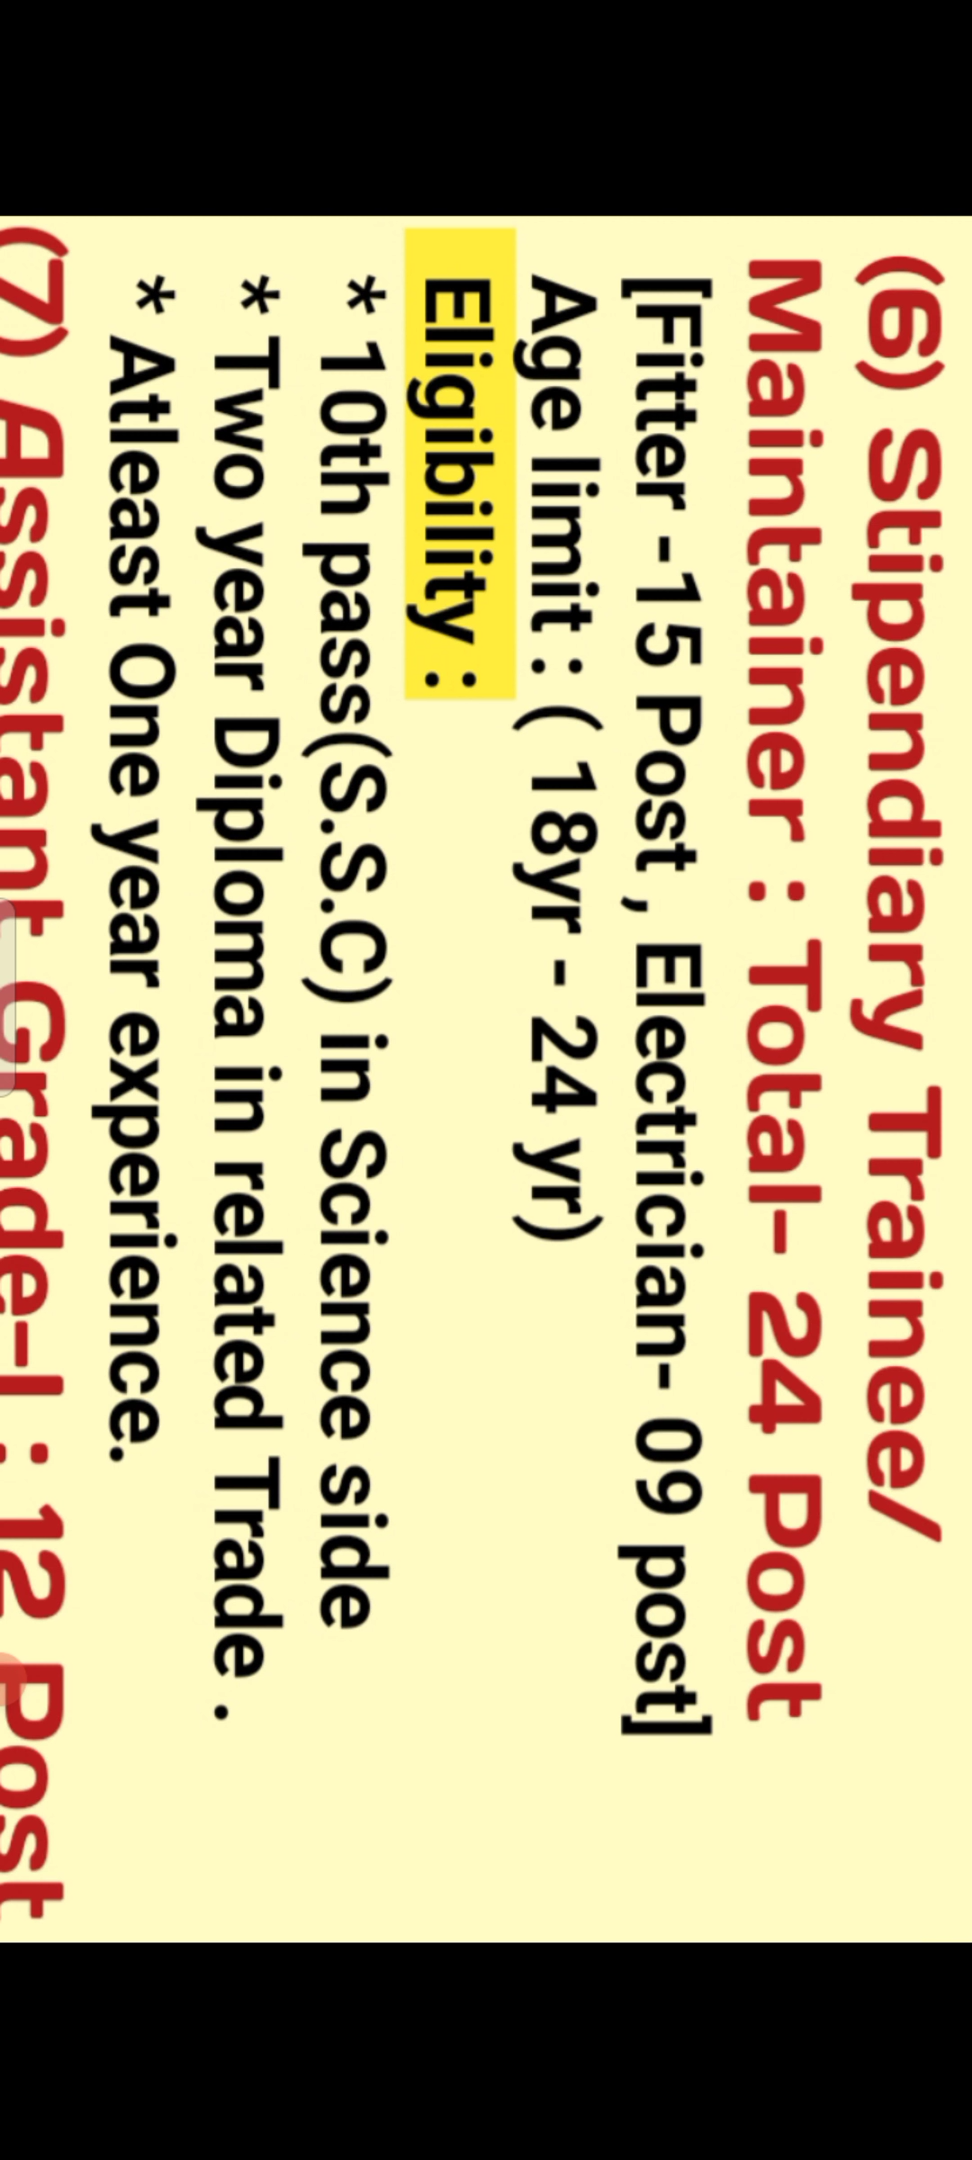 (6) Stipendiary Trainee/
Maintainer : Total- 24 Post
[Fitter -15 Post , Electrician- 09 post]
Age limit : ( 18yr - 24 yr)
Eligibility :
* 10th pass(S.S.C) in Science side
* Two year Diploma in related Trade .
* Atleast One year experience.
(7) Assistant Grade-I : 12 Post